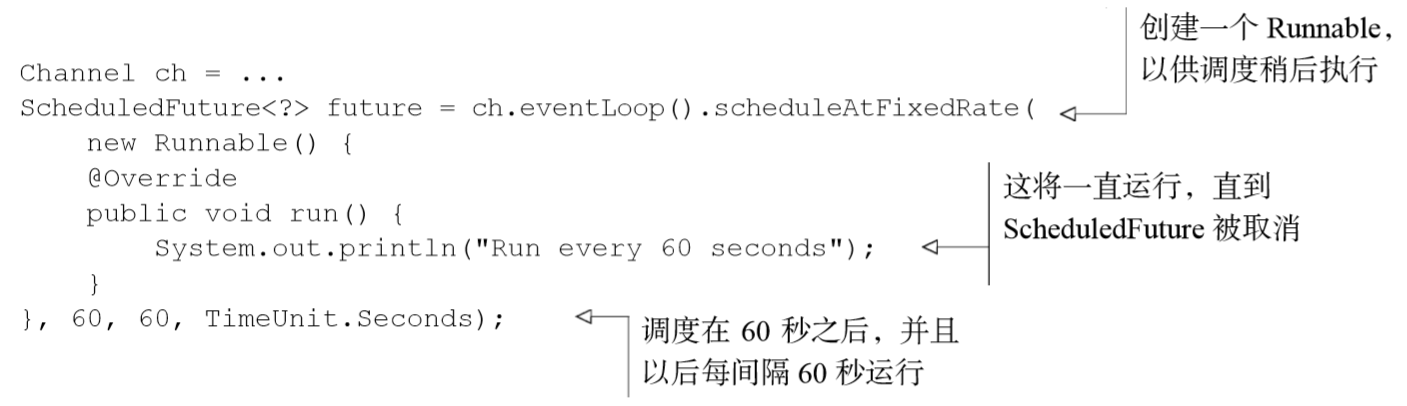 创建一个 Runnable，
以供调度稍后执行
Channel ch = ...
ScheduledFuture<?> future = ch.eventLoop().scheduleAtFixedRate(
new Runnable() {
@Override
public void run() {
System.out.println("Run every 60 seconds");
}
}, 60, 60, TimeUnit.Seconds);
这将一直运行，直到
ScheduledFuture 被取消
调度在 60 秒之后，并且
以后每间隔 60 秒运行